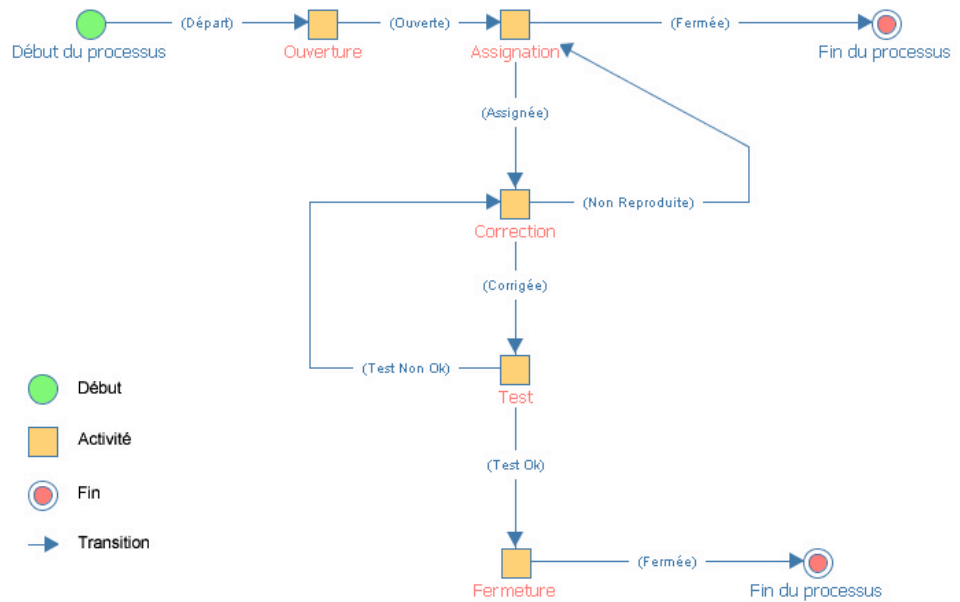 (Départ)
(Ouverte)
(Fermée)
Début du processus
Ouverture
Assignation
Fin du processus
(Assignée)
(Non Reproduite)
Correction
(Corrigée)
(Test Non Ok)
Test
Début
Activité
(Test Ok)
Fin
Transition
(Fermée)
Fermeture
Fin du processus